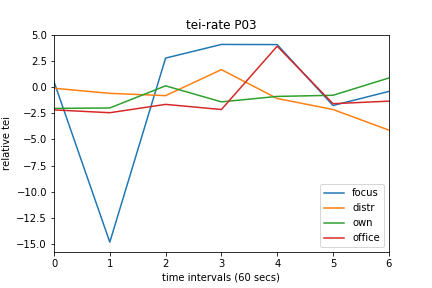 tei-rate P03
relative tei
5.0
2.5
0.0
−2.5
−5.0
−7.5
−10.0
−12.5
−15.0
focus
distr
own
office
0 1 2 3 4 5 6
time intervals (60 secs)